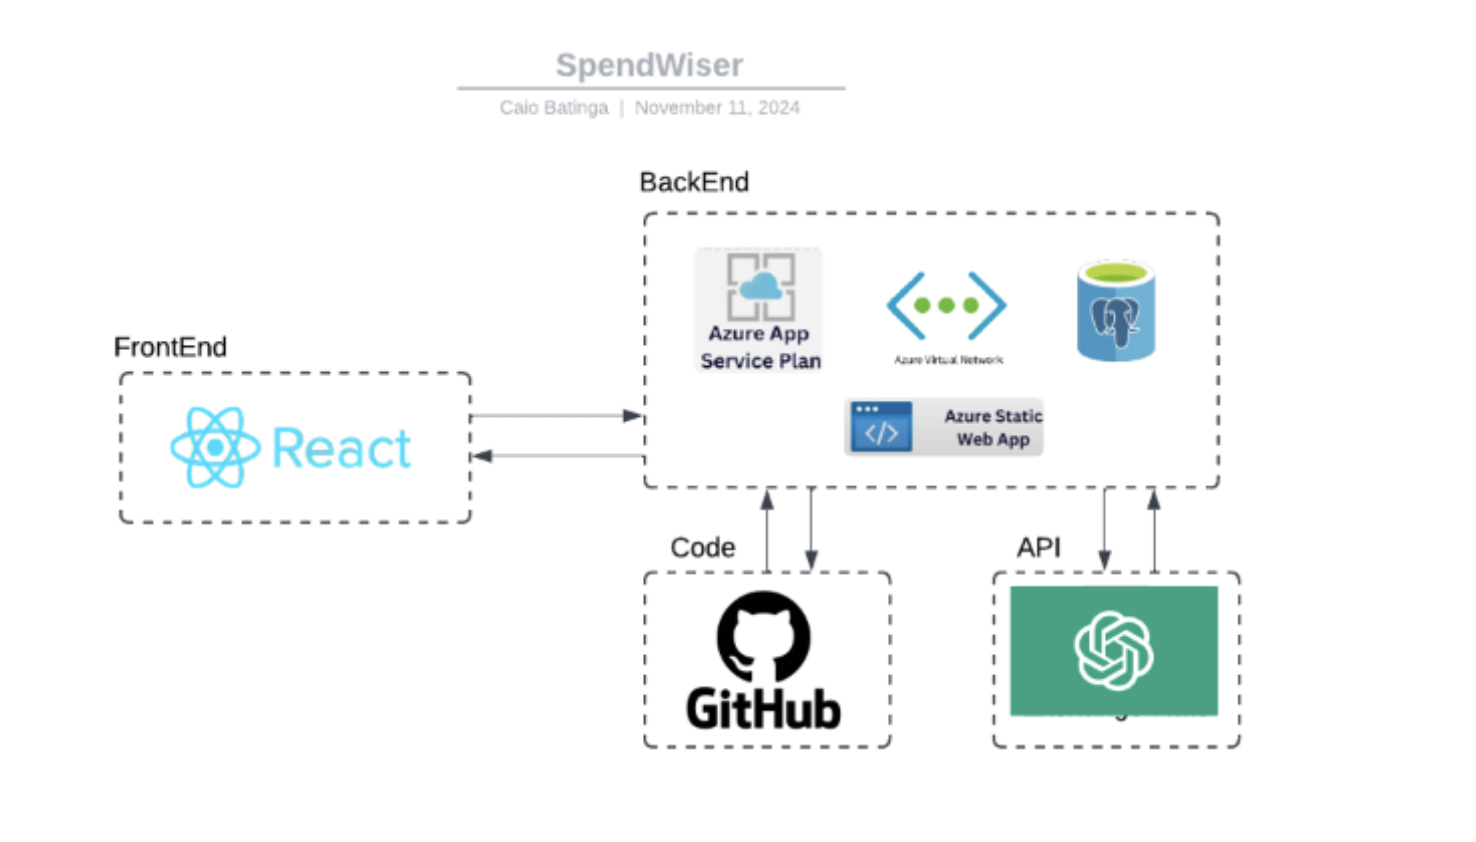 SpendWiser
Caio Batinga | November 11, 2024
BackEnd
Azure App
Service Plan
Azure Virtual Network
Azure Static
Web App
FrontEnd
React
Code
GitHub
API